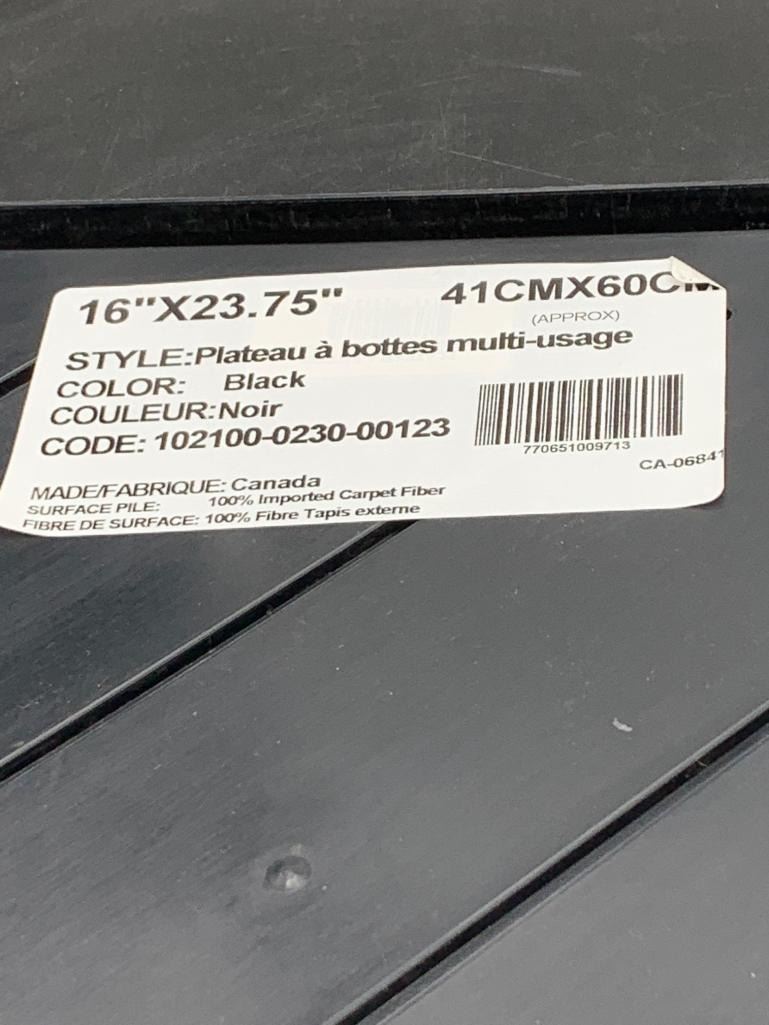 16"X23.75" 41CMX60CM
(APPROX)
STYLE:Plateau à bottes multi-usage
COLOR: Black
COULEUR:Noir
CODE: 102100-0230-00123
770651009713
CA-06841
MADE/FABRIQUE: Canada
SURFACE PILE: 100% Imported Carpet Fiber
FIBRE DE SURFACE: 100% Fibre Tapis externe